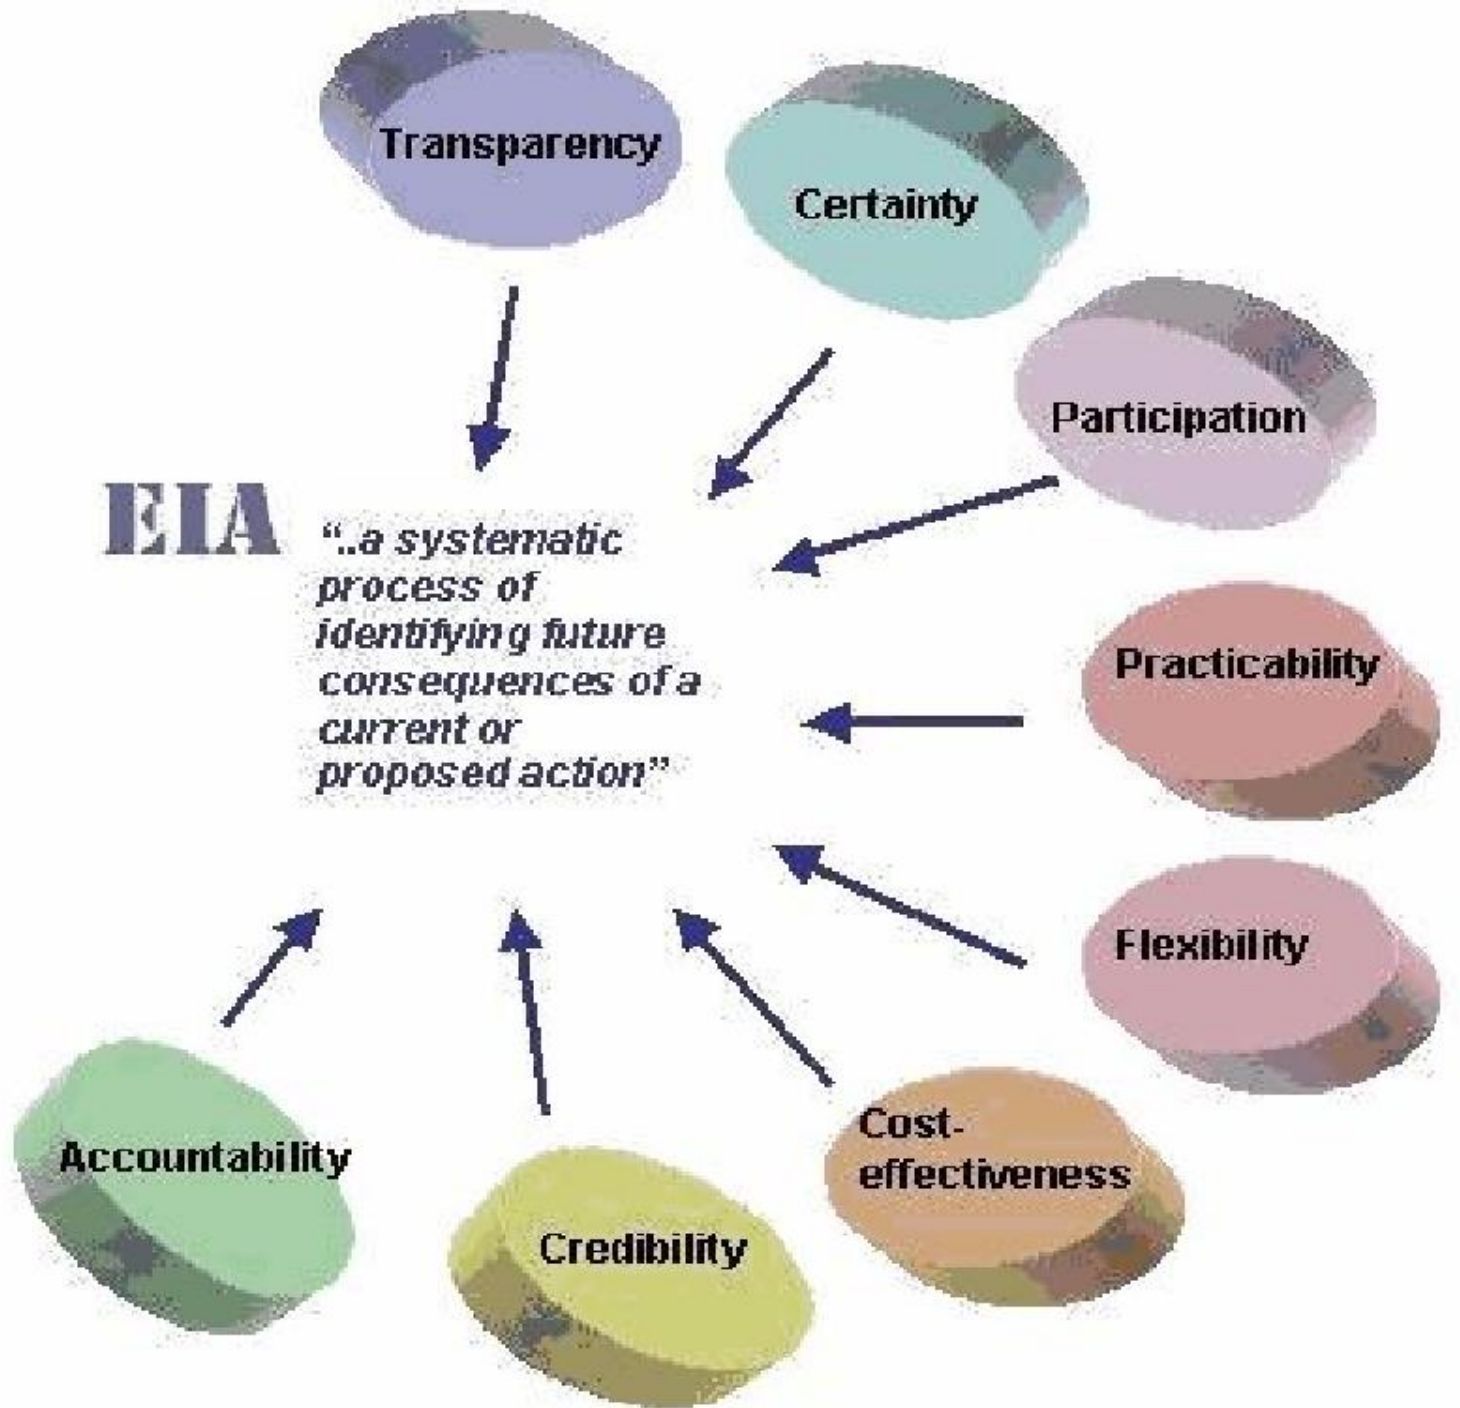 Transparency
Certainty
Participation
EIA
“..a systematic
process of
identifying future
consequences of a
current or
proposed action”
Practicability
Flexibility
Cost-
effectiveness
Accountability
Credibility